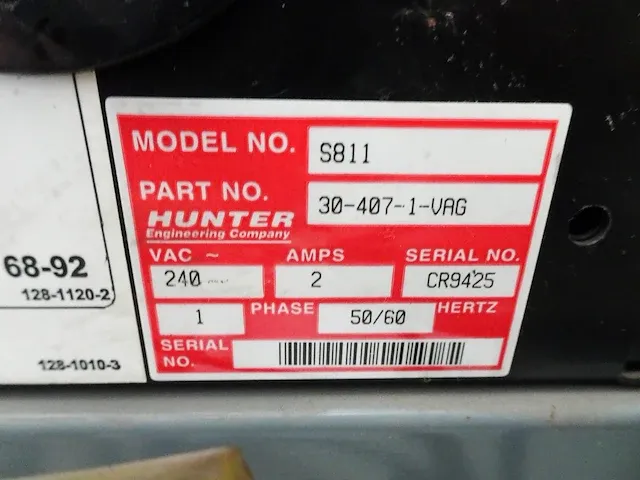 MODEL NO. S811
PART NO. 30-407-1-VAG
HUNTER
Engineering Company
VAC ~ AMPS SERIAL NO.
240 2 CR9425
1 PHASE 50/60 HERTZ
SERIAL NO.
68-92
128-1120-2
128-1010-3